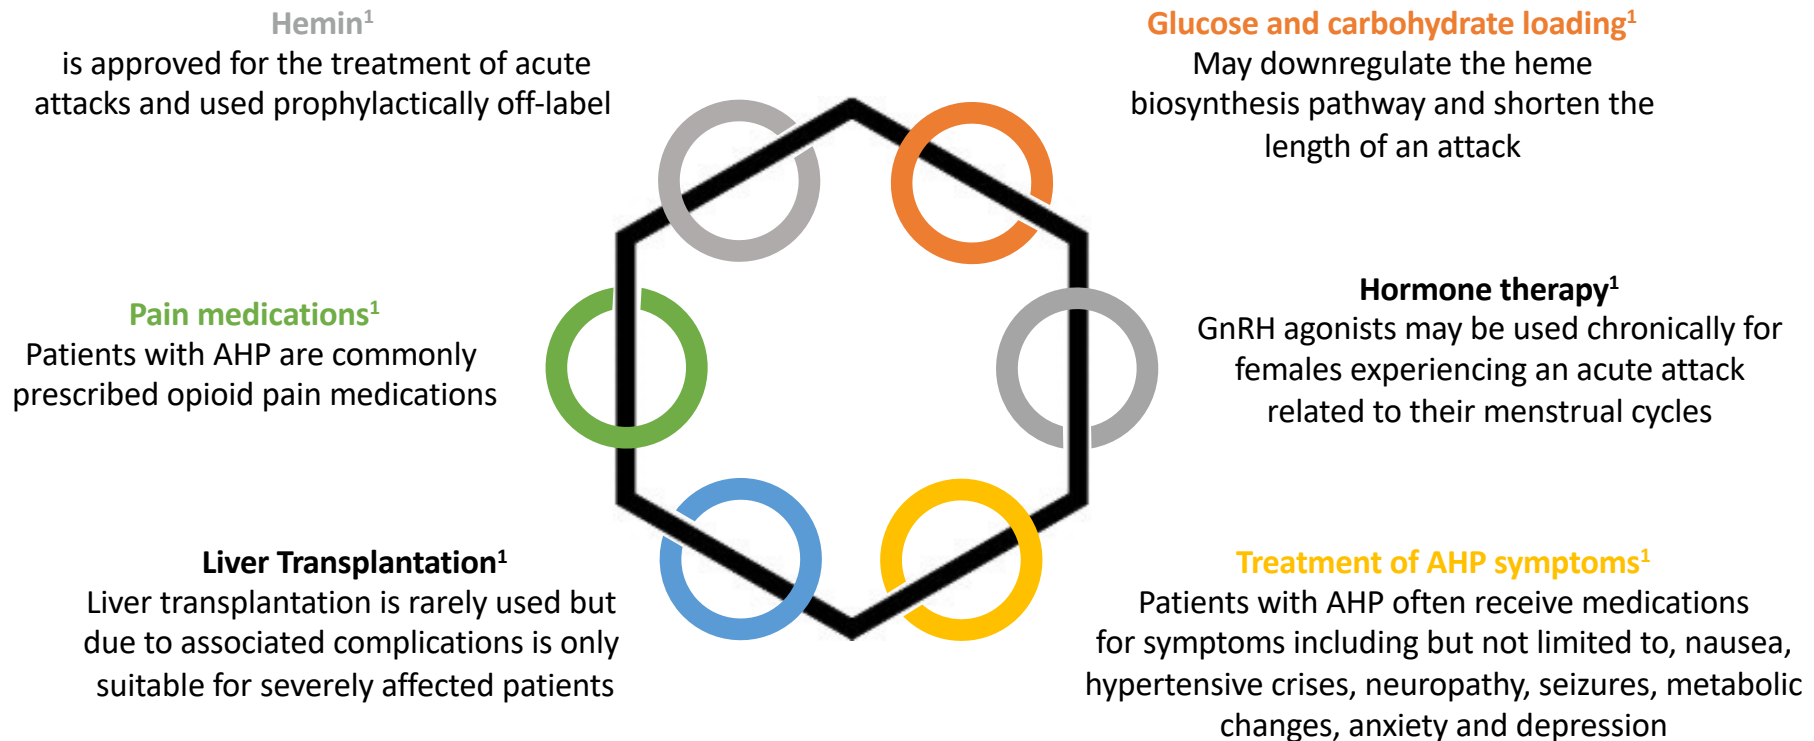 Hemin¹
is approved for the treatment of acute
attacks and used prophylactically off-label
Glucose and carbohydrate loading¹
May downregulate the heme
biosynthesis pathway and shorten the
length of an attack
Pain medications¹
Patients with AHP are commonly
prescribed opioid pain medications
Hormone therapy¹
GnRH agonists may be used chronically for
females experiencing an acute attack
related to their menstrual cycles
Liver Transplantation¹
Liver transplantation is rarely used but
due to associated complications is only
suitable for severely affected patients
Treatment of AHP symptoms¹
Patients with AHP often receive medications
for symptoms including but not limited to, nausea,
hypertensive crises, neuropathy, seizures, metabolic
changes, anxiety and depression